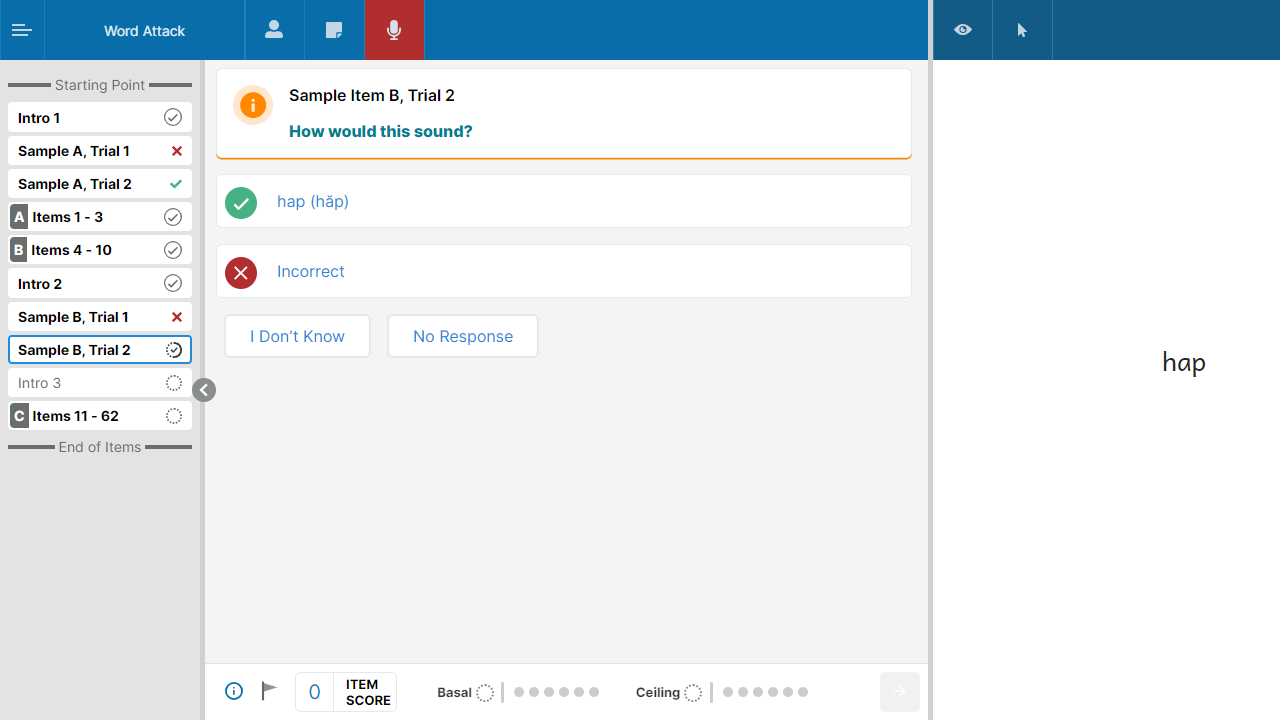 Word Attack
Starting Point
Intro 1
Sample A, Trial 1
Sample A, Trial 2
A Items 1 - 3
B Items 4 - 10
Intro 2
Sample B, Trial 1
Sample B, Trial 2
Intro 3
C Items 11 - 62
End of Items
Sample Item B, Trial 2
How would this sound?
hap (hăp)
Incorrect
I Don’t Know
No Response
0
ITEM
SCORE
Basal
Ceiling
hap